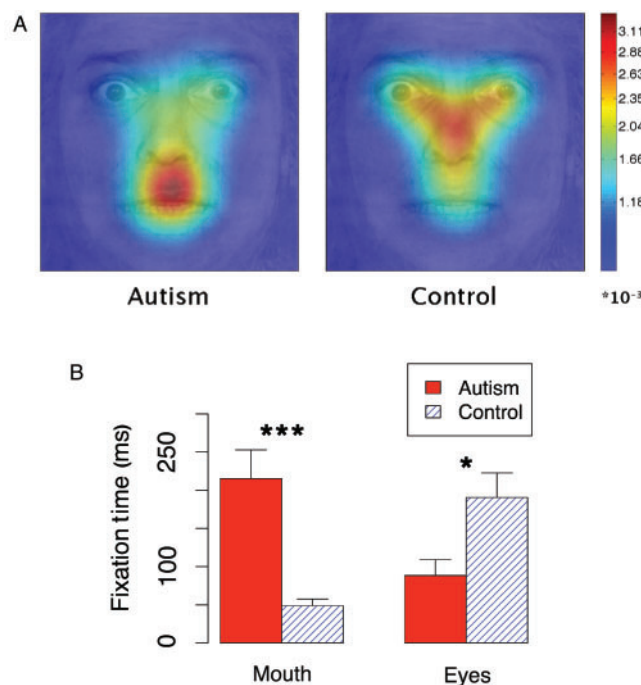 A
Autism
Control
3.11
2.88
2.63
2.35
2.04
1.66
1.18
*10⁻³
B
Autism
Control
Fixation time (ms)
250
100
0
***
*
Mouth
Eyes